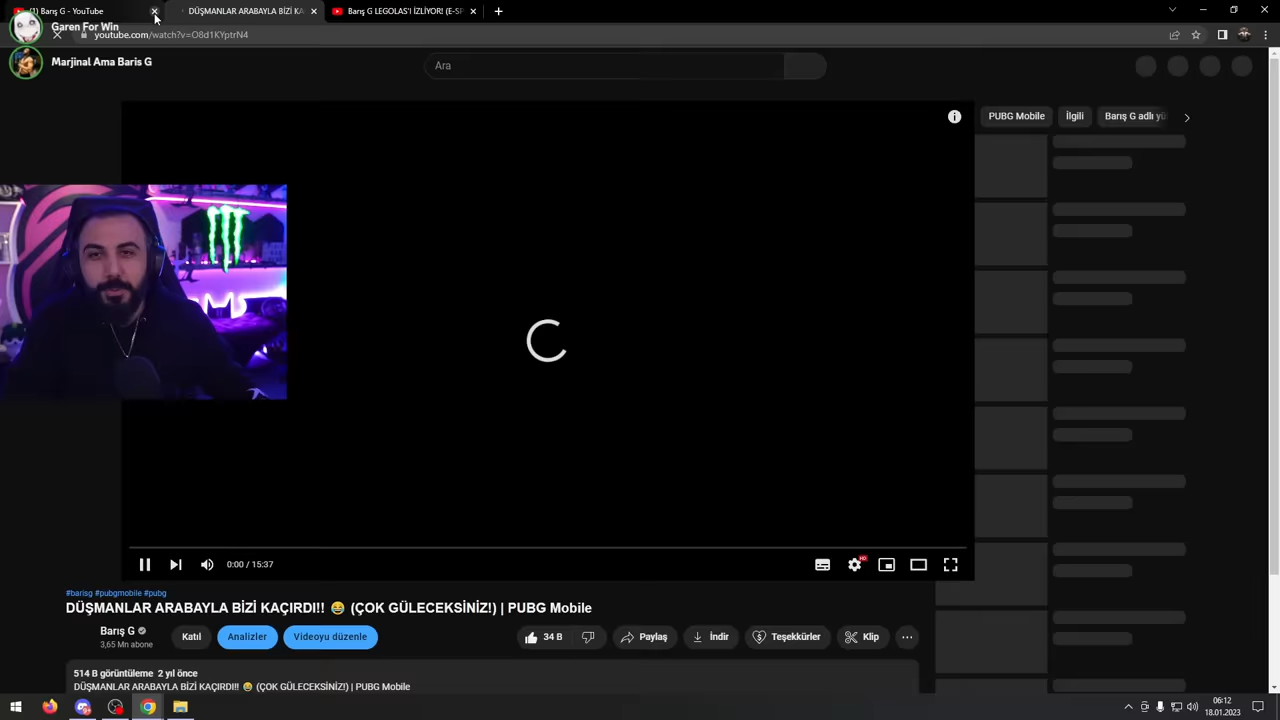 (1) Barış G - YouTube
DÜŞMANLAR ARABAYLA BİZİ KA
Barış G LEGOLAS'I İZLİYOR! (E-SP
Garen For Win
youtube.com/watch?v=O8d1KYptrN4
Marjinal Ama Baris G
Ara
PUBG Mobile
İlgili
Barış G adlı yü
0:00 / 15:37
HD
#barisg #pubgmobile #pubg
DÜŞMANLAR ARABAYLA BİZİ KAÇIRDI!! 😂 (ÇOK GÜLECEKSİNİZ!) | PUBG Mobile
Barış G
3,65 Mn abone
Katıl
Analizler
Videoyu düzenle
34 B
Paylaş
İndir
Teşekkürler
Klip
514 B görüntüleme 2 yıl önce
DÜŞMANLAR ARABAYLA BİZİ KAÇIRDI!! 😂 (ÇOK GÜLECEKSİNİZ!) | PUBG Mobile
06:12
18.01.2023